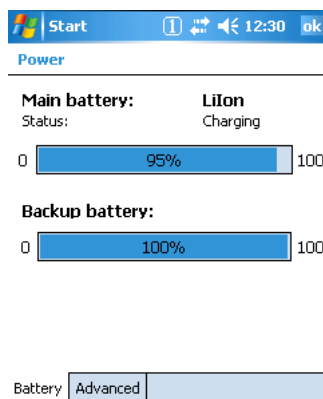 Start 1 12:30 ok
Power
Main battery: LiIon
Status: Charging
0 95% 100
Backup battery:
0 100% 100
Battery Advanced